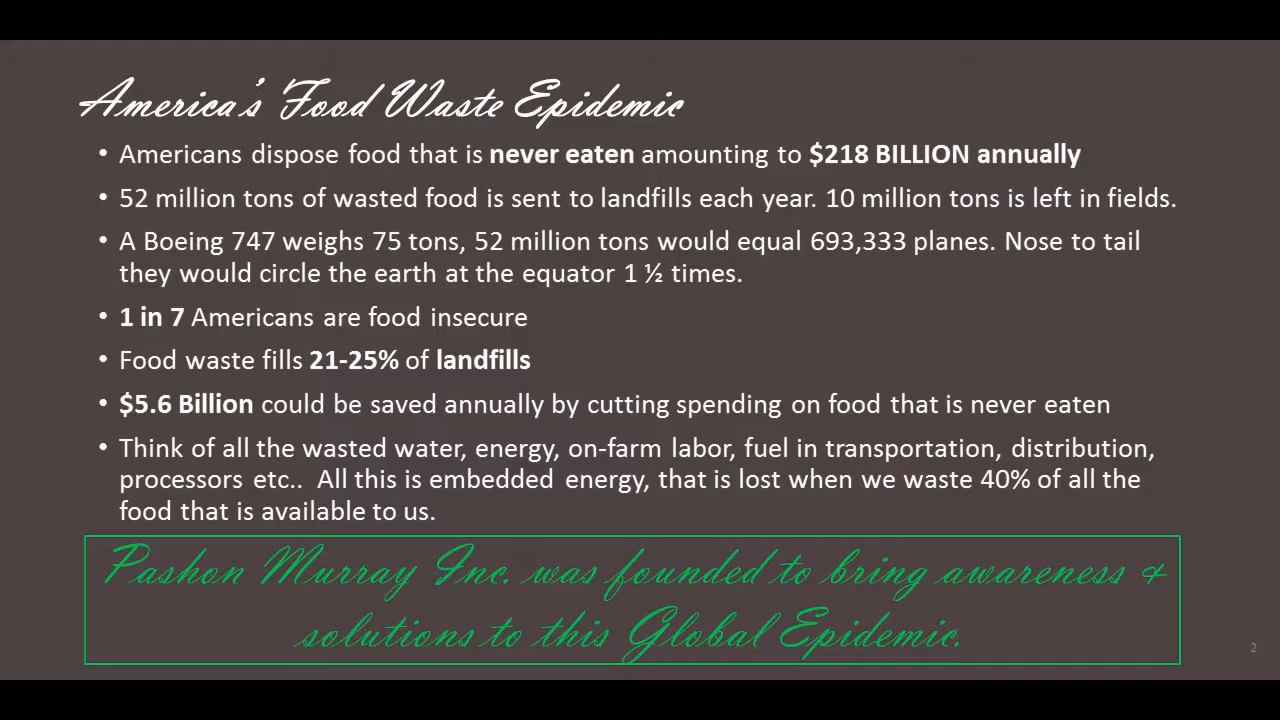 America's Food Waste Epidemic
• Americans dispose food that is never eaten amounting to $218 BILLION annually
• 52 million tons of wasted food is sent to landfills each year. 10 million tons is left in fields.
• A Boeing 747 weighs 75 tons, 52 million tons would equal 693,333 planes. Nose to tail
they would circle the earth at the equator 1 ½ times.
• 1 in 7 Americans are food insecure
• Food waste fills 21-25% of landfills
• $5.6 Billion could be saved annually by cutting spending on food that is never eaten
• Think of all the wasted water, energy, on-farm labor, fuel in transportation, distribution,
processors etc.. All this is embedded energy, that is lost when we waste 40% of all the
food that is available to us.
Pashon Murray Inc. was founded to bring awareness &
solutions to this Global Epidemic.
2